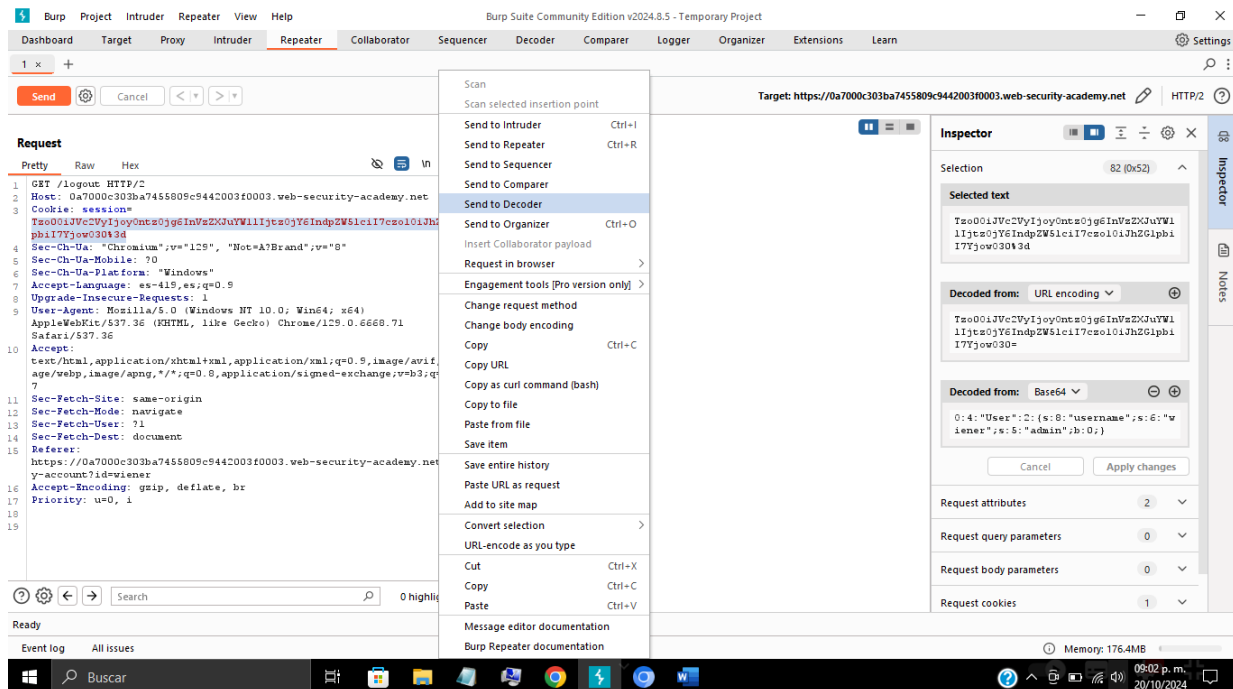 Burp Project Intruder Repeater View Help
Burp Suite Community Edition v2024.8.5 - Temporary Project
Dashboard Target Proxy Intruder Repeater Collaborator Sequencer Decoder Comparer Logger Organizer Extensions Learn
Settings
1 × +
Send Cancel < >
Target: https://0a7000c303ba7455809c9442003f0003.web-security-academy.net HTTP/2
Request
Pretty Raw Hex
\n
1 GET /logout HTTP/2
2 Host: 0a7000c303ba7455809c9442003f0003.web-security-academy.net
3 Cookie: session=
Tzo0OiJVc2VyIjoyOntzOjg6InVzZXJuYW1lIjtzOjY6IndpZW5lciI7czo1OiJhZ
pbiI7YjowO30%3d
4 Sec-Ch-Ua: "Chromium";v="129", "Not=A?Brand";v="8"
5 Sec-Ch-Ua-Mobile: ?0
6 Sec-Ch-Ua-Platform: "Windows"
7 Accept-Language: es-419,es;q=0.9
8 Upgrade-Insecure-Requests: 1
9 User-Agent: Mozilla/5.0 (Windows NT 10.0; Win64; x64)
AppleWebKit/537.36 (KHTML, like Gecko) Chrome/129.0.6668.71
Safari/537.36
10 Accept:
text/html,application/xhtml+xml,application/xml;q=0.9,image/avif,
age/webp,image/apng,*/*;q=0.8,application/signed-exchange;v=b3;q=
7
11 Sec-Fetch-Site: same-origin
12 Sec-Fetch-Mode: navigate
13 Sec-Fetch-User: ?1
14 Sec-Fetch-Dest: document
15 Referer:
https://0a7000c303ba7455809c9442003f0003.web-security-academy.net
y-account?id=wiener
16 Accept-Encoding: gzip, deflate, br
17 Priority: u=0, i
18
19
Search
0 highlig
Scan
Scan selected insertion point
Send to Intruder Ctrl+I
Send to Repeater Ctrl+R
Send to Sequencer
Send to Comparer
Send to Decoder
Send to Organizer Ctrl+O
Insert Collaborator payload
Request in browser
Engagement tools [Pro version only]
Change request method
Change body encoding
Copy Ctrl+C
Copy URL
Copy as curl command (bash)
Copy to file
Paste from file
Save item
Save entire history
Paste URL as request
Add to site map
Convert selection
URL-encode as you type
Cut Ctrl+X
Copy Ctrl+C
Paste Ctrl+V
Message editor documentation
Burp Repeater documentation
Inspector
Selection 82 (0x52)
Selected text
Tzo0OiJVc2VyIjoyOntzOjg6InVzZXJuYW1
lIjtzOjY6IndpZW5lciI7czo1OiJhZG1pbi
I7YjowO30%3d
Decoded from: URL encoding
Tzo0OiJVc2VyIjoyOntzOjg6InVzZXJuYW1
lIjtzOjY6IndpZW5lciI7czo1OiJhZG1pbi
I7YjowO30=
Decoded from: Base64
O:4:"User":2:{s:8:"username";s:6:"w
iener";s:5:"admin";b:0;}
Cancel Apply changes
Request attributes 2
Request query parameters 0
Request body parameters 0
Request cookies 1
Inspector
Notes
Ready
Event log All issues
Memory: 176.4MB
Buscar
09:02 p. m.
20/10/2024